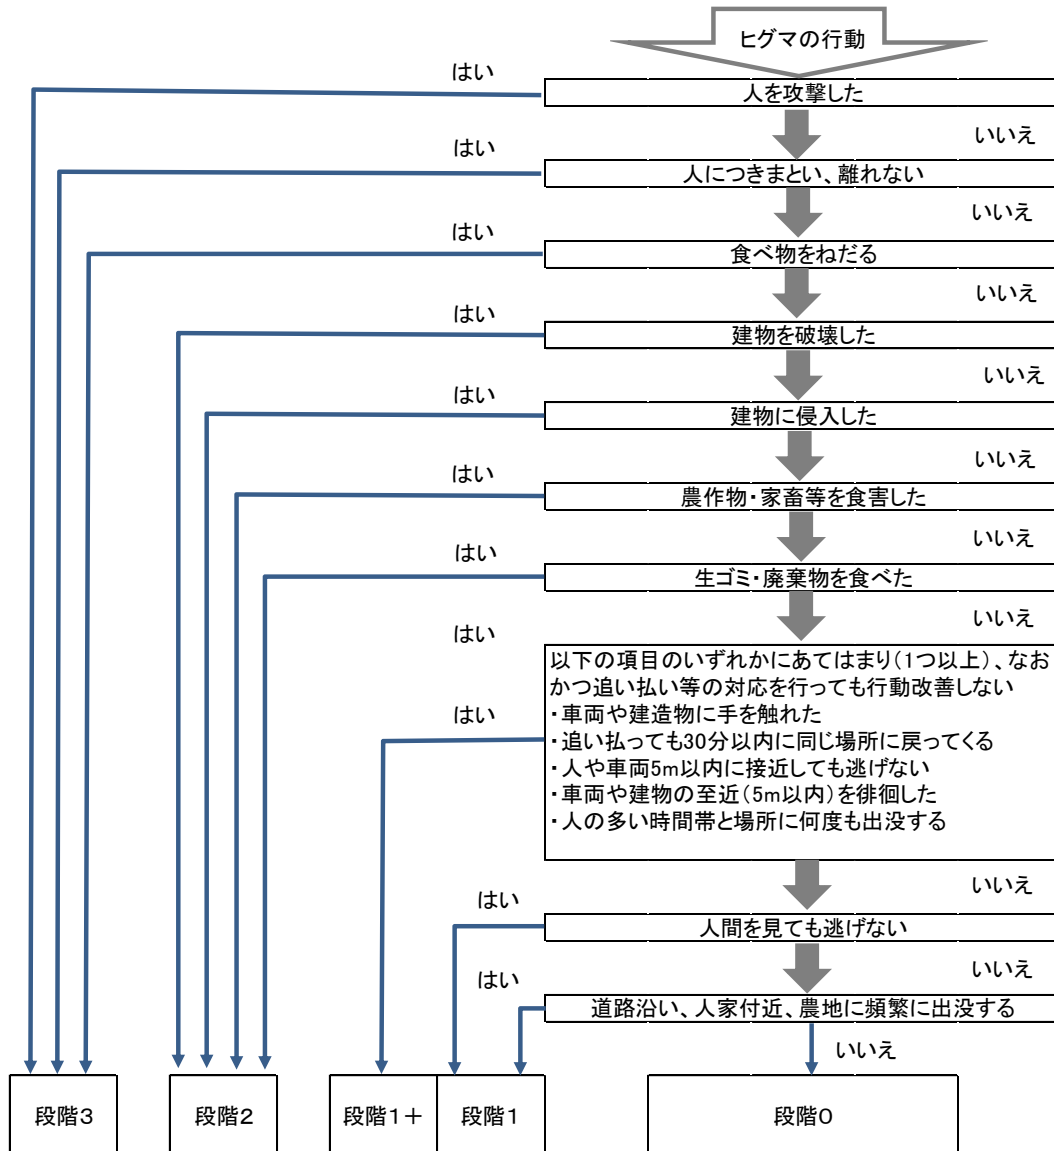 ヒグマの行動
はい
人を攻撃した
いいえ
はい
人につきまとい、離れない
いいえ
はい
食べ物をねだる
いいえ
はい
建物を破壊した
いいえ
はい
建物に侵入した
いいえ
はい
農作物・家畜等を食害した
いいえ
はい
生ゴミ・廃棄物を食べた
いいえ
はい
以下の項目のいずれかにあてはまり(1つ以上)、なお
かつ追い払い等の対応を行っても行動改善しない
はい
・車両や建造物に手を触れた
・追い払っても30分以内に同じ場所に戻ってくる
・人や車両5m以内に接近しても逃げない
・車両や建物の至近(5m以内)を徘徊した
・人の多い時間帯と場所に何度も出没する
いいえ
はい
人間を見ても逃げない
いいえ
はい
道路沿い、人家付近、農地に頻繁に出没する
いいえ
段階3
段階2
段階1+
段階1
段階0